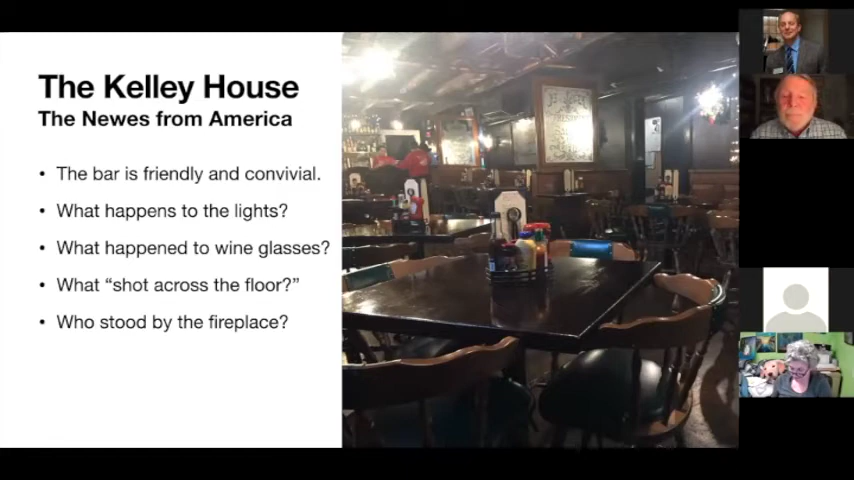 The Kelley House
The Newes from America
• The bar is friendly and convivial.
• What happens to the lights?
• What happened to wine glasses?
• What “shot across the floor?”
• Who stood by the fireplace?